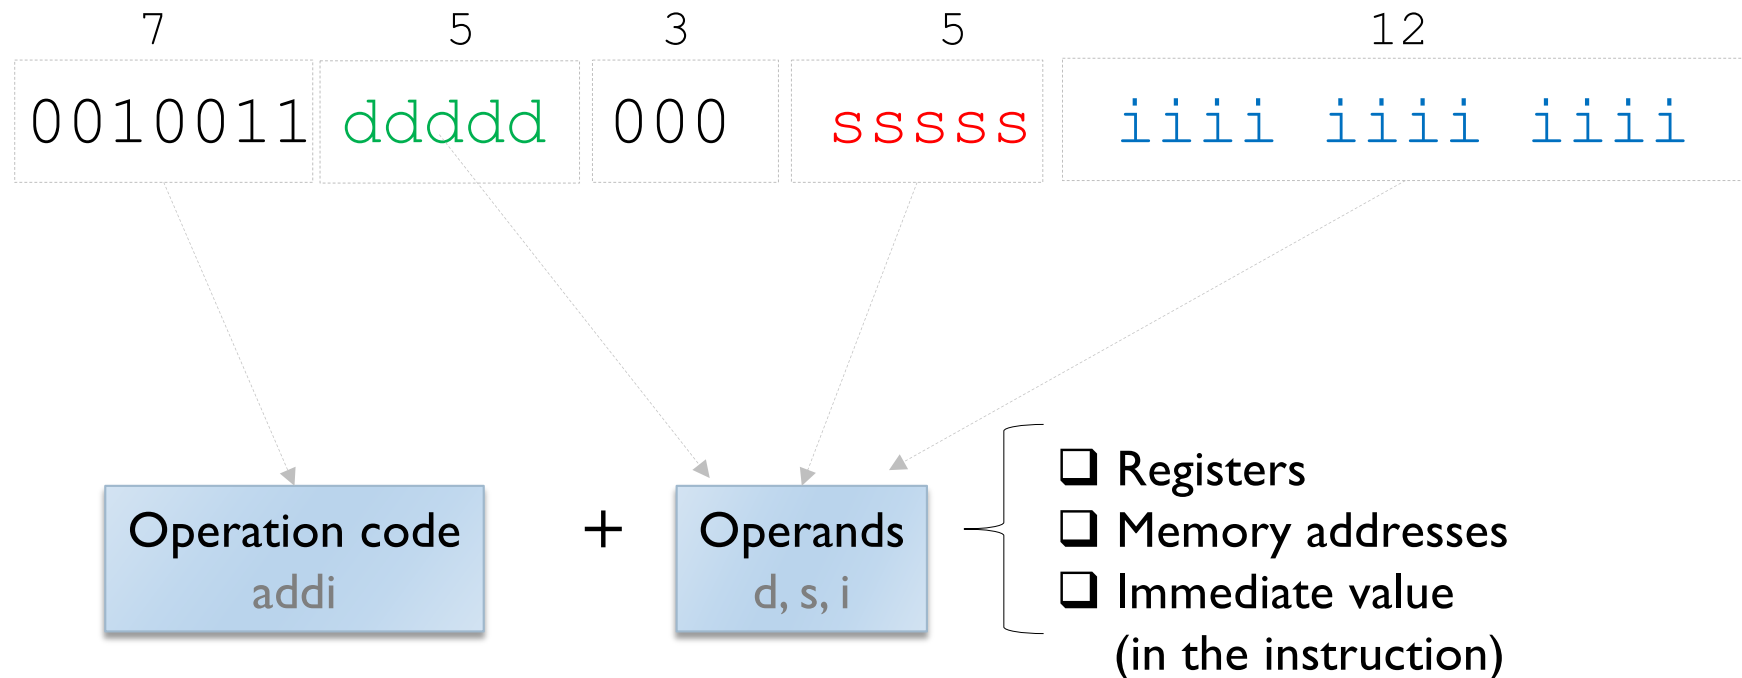 7 5 3 5 12
0010011 ddddd 000 sssss iiii iiii iiii
Operation code
addi
+
Operands
d, s, i
❑ Registers
❑ Memory addresses
❑ Immediate value
(in the instruction)